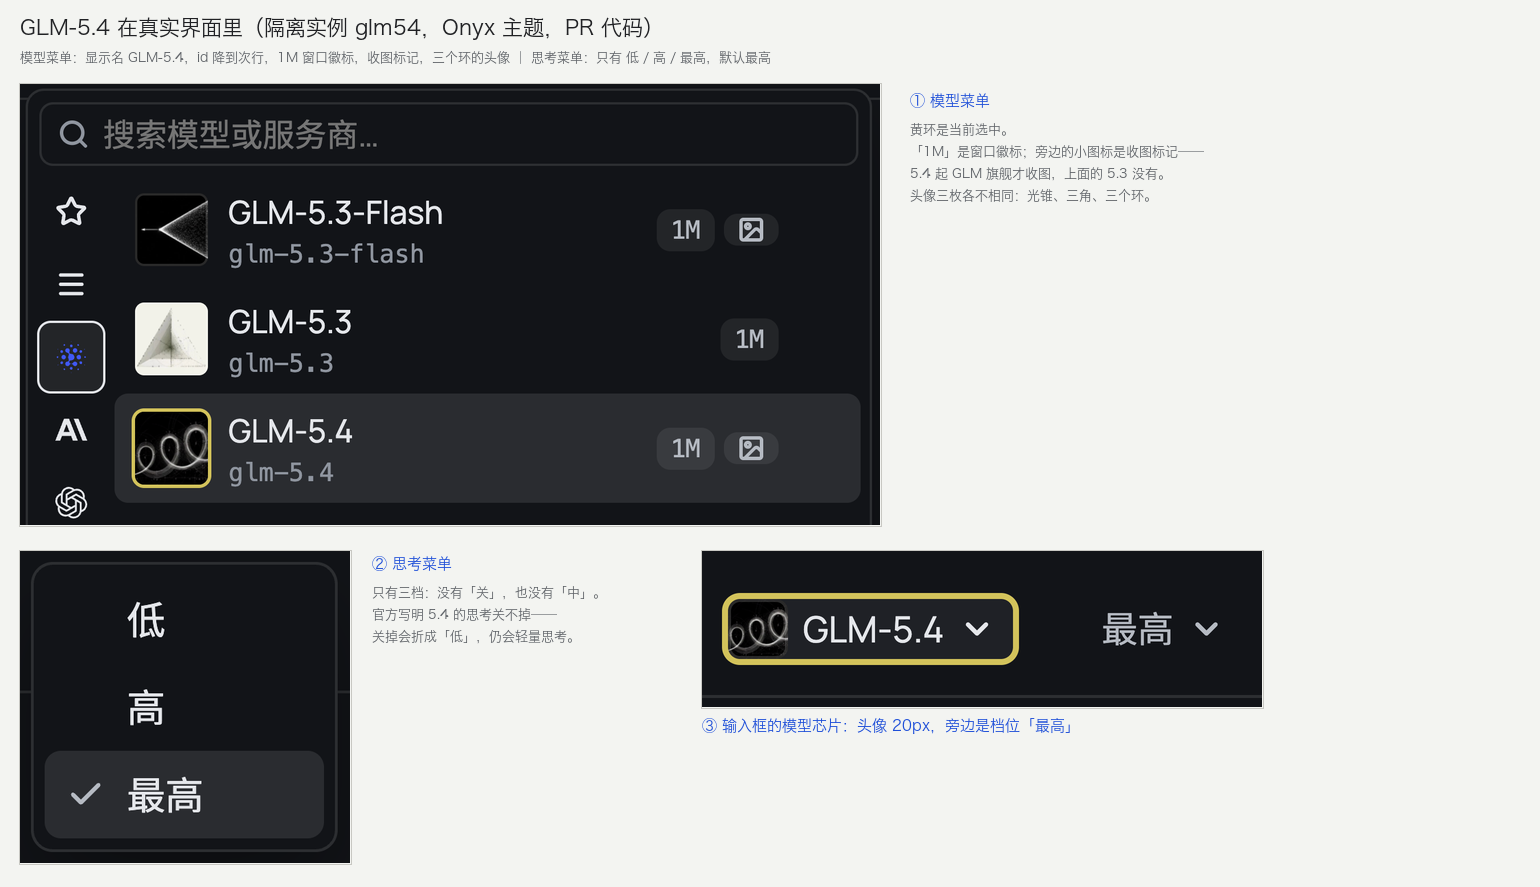 GLM-5.4 在真实界面里（隔离实例 glm54，Onyx 主题，PR 代码）
模型菜单：显示名 GLM-5.4，id 降到次行，1M 窗口徽标，收图标记，三个环的头像 ｜ 思考菜单：只有 低 / 高 / 最高，默认最高
搜索模型或服务商...
GLM-5.3-Flash
glm-5.3-flash
1M
GLM-5.3
glm-5.3
1M
GLM-5.4
glm-5.4
1M
① 模型菜单
黄环是当前选中。
「1M」是窗口徽标；旁边的小图标是收图标记——
5.4 起 GLM 旗舰才收图，上面的 5.3 没有。
头像三枚各不相同：光锥、三角、三个环。
低
高
最高
② 思考菜单
只有三档：没有「关」，也没有「中」。
官方写明 5.4 的思考关不掉——
关掉会折成「低」，仍会轻量思考。
GLM-5.4
最高
③ 输入框的模型芯片：头像 20px，旁边是档位「最高」